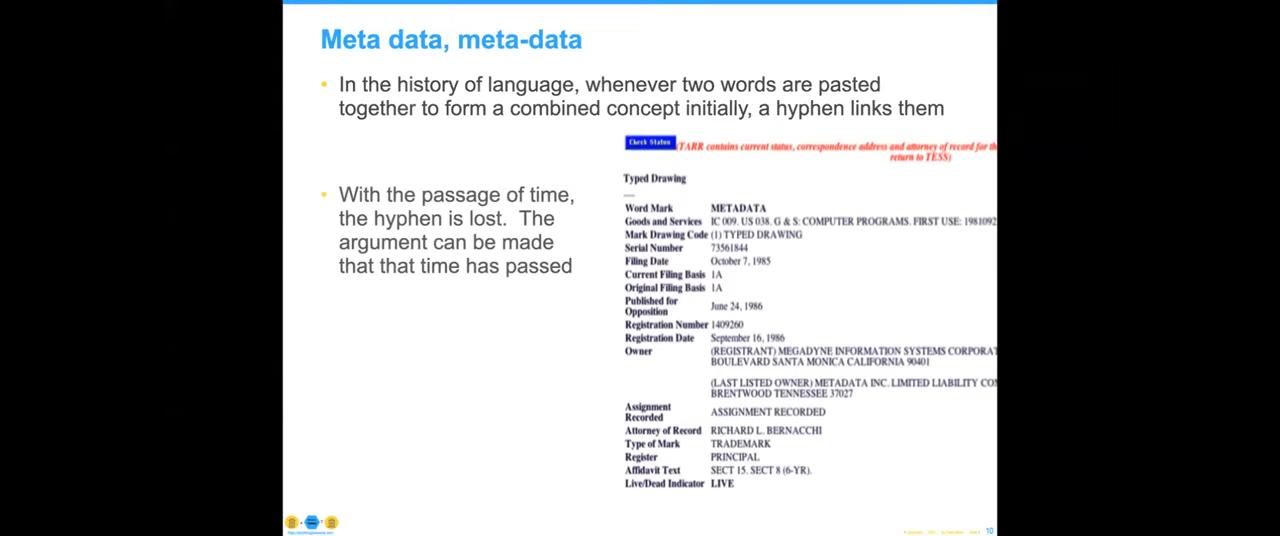 Meta data, meta-data
• In the history of language, whenever two words are pasted
together to form a combined concept initially, a hyphen links them
• With the passage of time,
the hyphen is lost. The
argument can be made
that that time has passed
Check Status
(TARR contains current status, correspondence address and attorney of record for th
return to TESS)
Typed Drawing
Word Mark METADATA
Goods and Services IC 009. US 038. G & S: COMPUTER PROGRAMS. FIRST USE: 1981092
Mark Drawing Code (1) TYPED DRAWING
Serial Number 73561844
Filing Date October 7, 1985
Current Filing Basis 1A
Original Filing Basis 1A
Published for
Opposition June 24, 1986
Registration Number 1409260
Registration Date September 16, 1986
Owner (REGISTRANT) MEGADYNE INFORMATION SYSTEMS CORPORAT
BOULEVARD SANTA MONICA CALIFORNIA 90401
(LAST LISTED OWNER) METADATA INC. LIMITED LIABILITY CO
BRENTWOOD TENNESSEE 37027
Assignment
Recorded ASSIGNMENT RECORDED
Attorney of Record RICHARD L. BERNACCHI
Type of Mark TRADEMARK
Register PRINCIPAL
Affidavit Text SECT 15. SECT 8 (6-YR).
Live/Dead Indicator LIVE
10